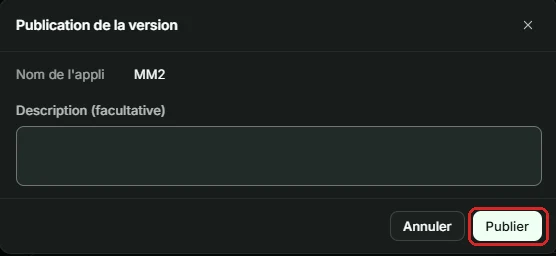 Publication de la version
Nom de l'appli MM2
Description (facultative)
Annuler Publier